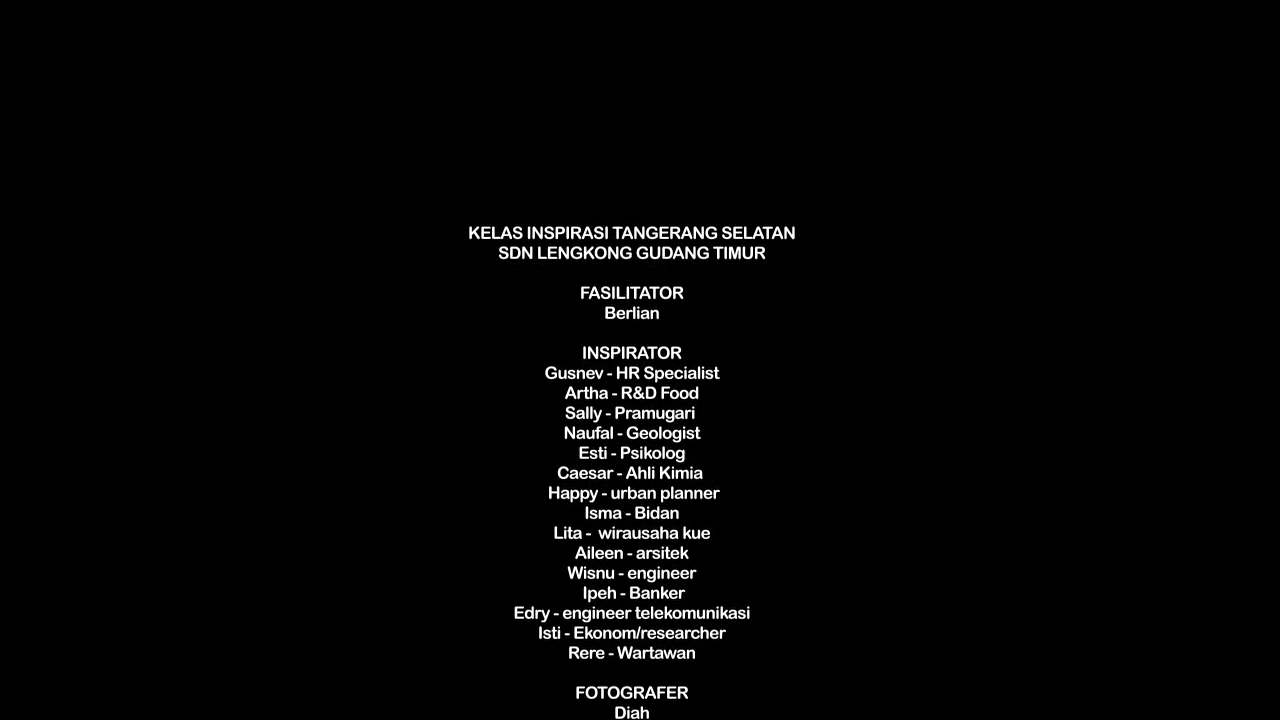 KELAS INSPIRASI TANGERANG SELATAN
SDN LENGKONG GUDANG TIMUR
FASILITATOR
Berlian
INSPIRATOR
Gusnev - HR Specialist
Artha - R&D Food
Sally - Pramugari
Naufal - Geologist
Esti - Psikolog
Caesar - Ahli Kimia
Happy - urban planner
Isma - Bidan
Lita -  wirausaha kue
Aileen - arsitek
Wisnu - engineer
Ipeh - Banker
Edry - engineer telekomunikasi
Isti - Ekonom/researcher
Rere - Wartawan
FOTOGRAFER
Diah